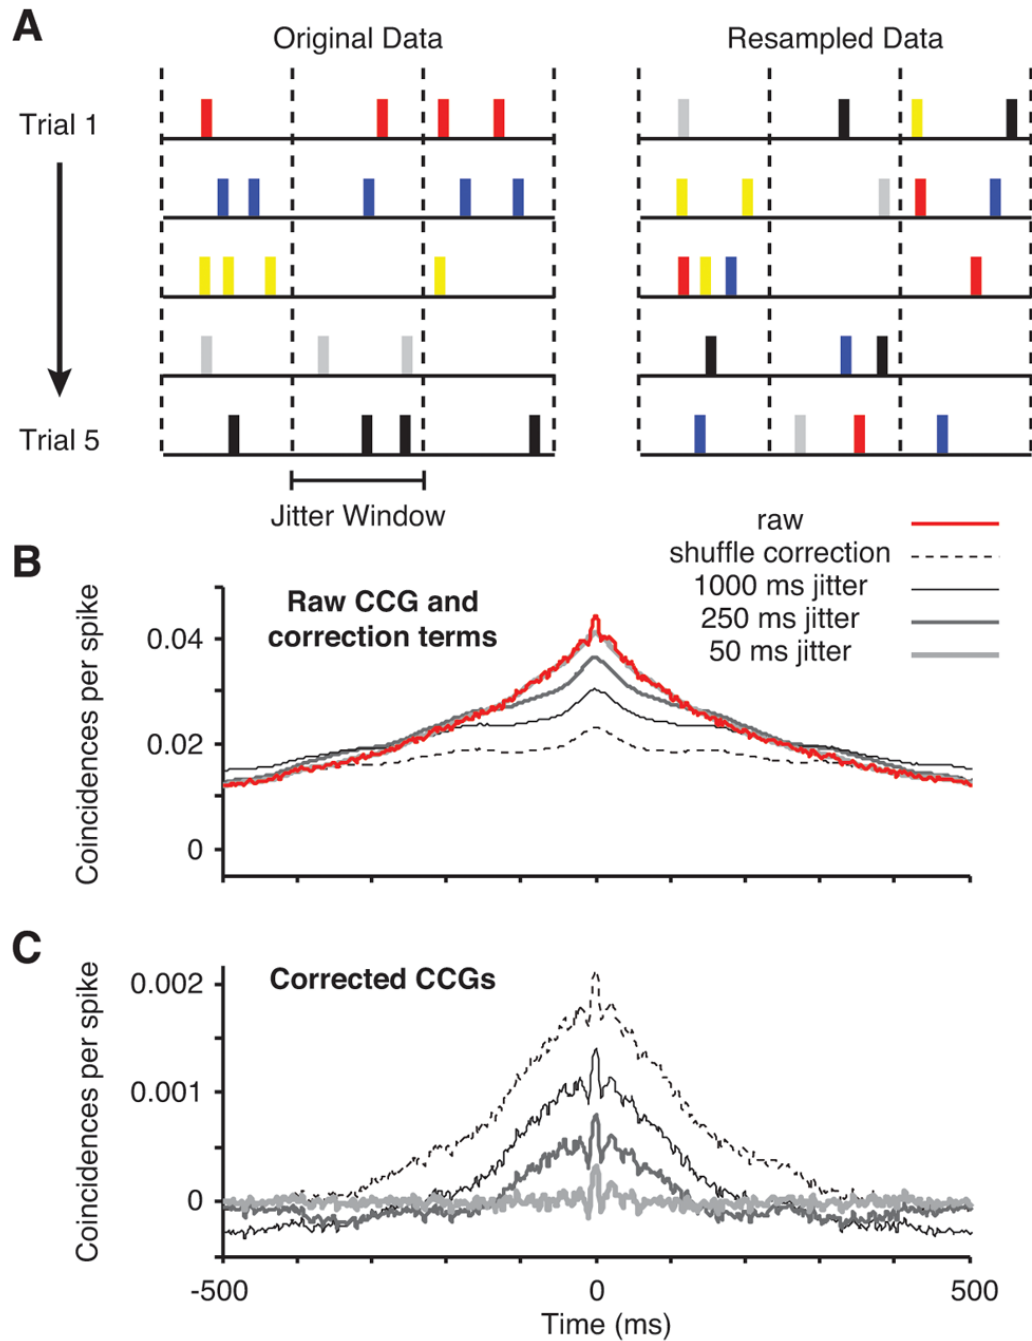 A
Original Data
Resampled Data
Trial 1
Trial 5
Jitter Window
raw
shuffle correction
1000 ms jitter
250 ms jitter
50 ms jitter
B
Raw CCG and
correction terms
Coincidences per spike
0.04
0.02
0
C
Corrected CCGs
Coincidences per spike
0.002
0.001
0
-500
0
500
Time (ms)